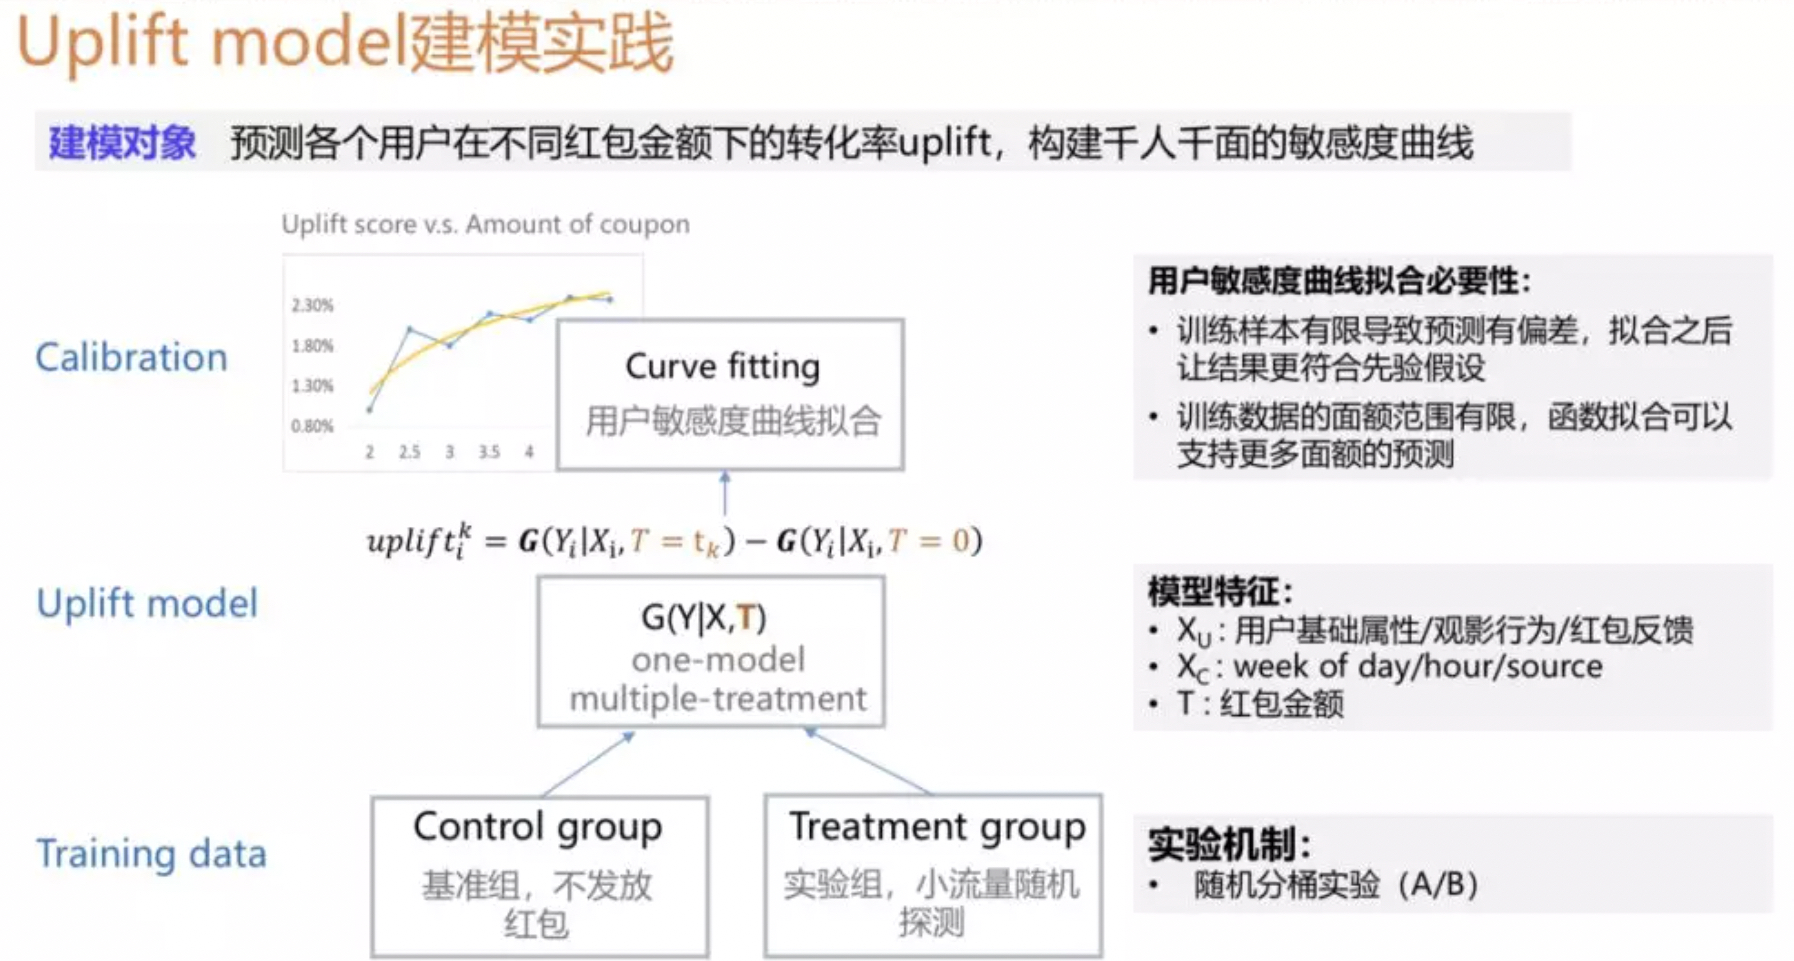 Uplift model建模实践
建模对象 预测各个用户在不同红包金额下的转化率uplift，构建千人千面的敏感度曲线
Uplift score v.s. Amount of coupon
2.30%
1.80%
1.30%
0.80%
2 2.5 3 3.5 4
Calibration
Curve fitting
用户敏感度曲线拟合
用户敏感度曲线拟合必要性：
• 训练样本有限导致预测有偏差，拟合之后
让结果更符合先验假设
• 训练数据的面额范围有限，函数拟合可以
支持更多面额的预测
uplift_i^k = G(Y_i|X_i, T = t_k) − G(Y_i|X_i, T = 0)
Uplift model
G(Y|X,T)
one-model
multiple-treatment
模型特征：
• X_U：用户基础属性/观影行为/红包反馈
• X_C：week of day/hour/source
• T：红包金额
Training data
Control group
基准组，不发放
红包
Treatment group
实验组，小流量随机
探测
实验机制：
• 随机分桶实验（A/B）